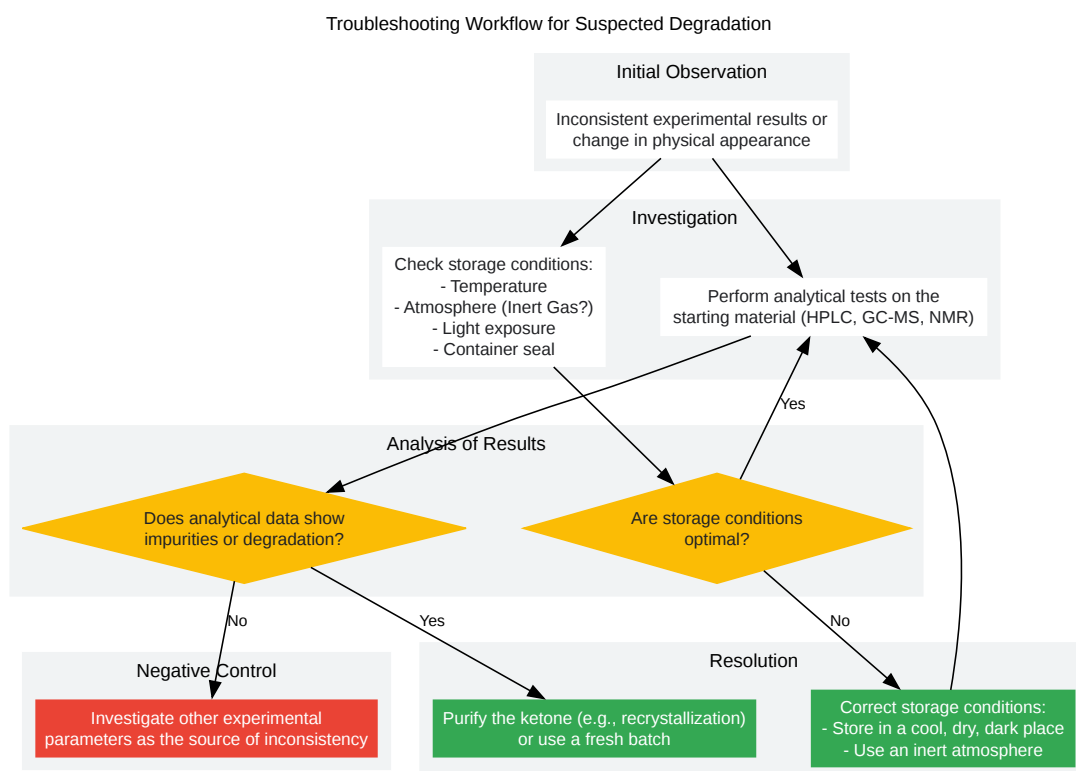 Troubleshooting Workflow for Suspected Degradation
Initial Observation
Inconsistent experimental results or
change in physical appearance
Investigation
Check storage conditions:
- Temperature
- Atmosphere (Inert Gas?)
- Light exposure
- Container seal
Perform analytical tests on the
starting material (HPLC, GC-MS, NMR)
Yes
Analysis of Results
Does analytical data show
impurities or degradation?
Are storage conditions
optimal?
No
Yes
No
Negative Control
Investigate other experimental
parameters as the source of inconsistency
Resolution
Purify the ketone (e.g., recrystallization)
or use a fresh batch
Correct storage conditions:
- Store in a cool, dry, dark place
- Use an inert atmosphere